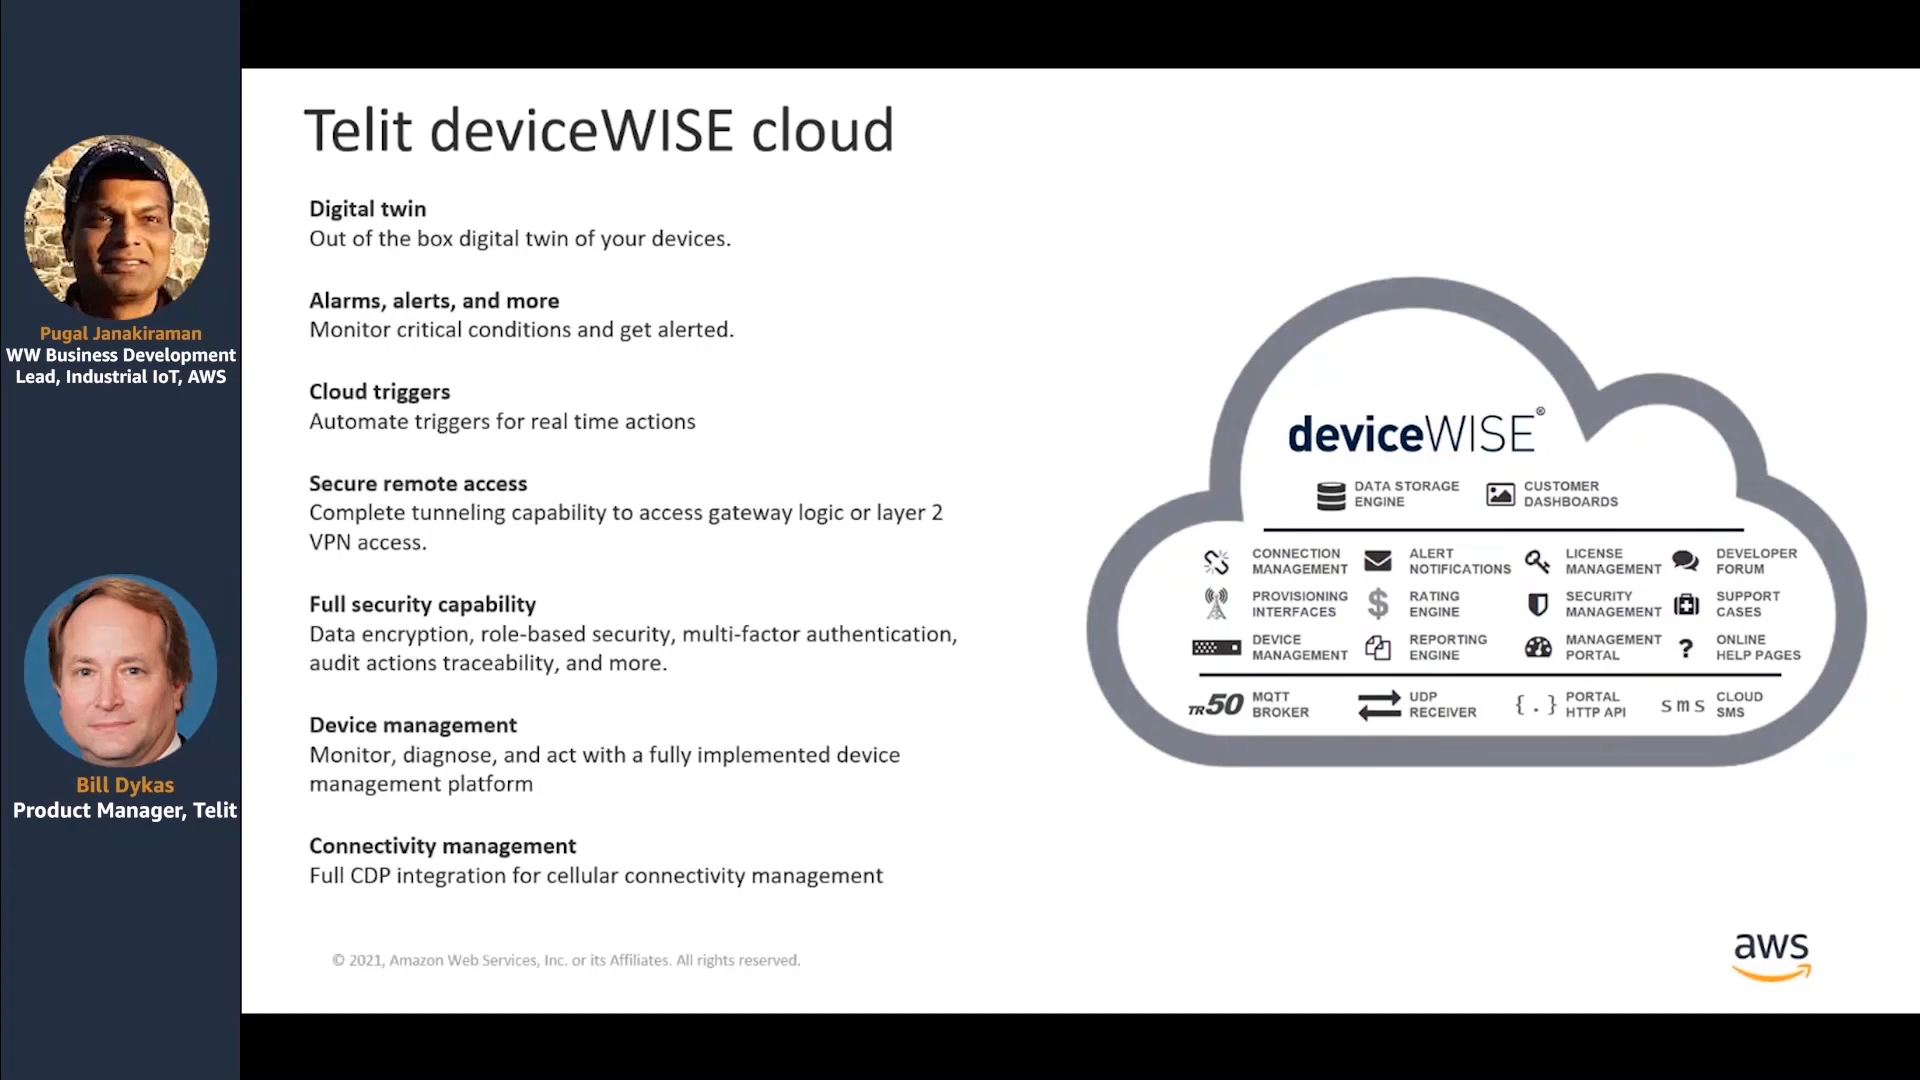 Pugal Janakiraman
WW Business Development
Lead, Industrial IoT, AWS
Bill Dykas
Product Manager, Telit
Telit deviceWISE cloud
Digital twin
Out of the box digital twin of your devices.
Alarms, alerts, and more
Monitor critical conditions and get alerted.
Cloud triggers
Automate triggers for real time actions
Secure remote access
Complete tunneling capability to access gateway logic or layer 2
VPN access.
Full security capability
Data encryption, role-based security, multi-factor authentication,
audit actions traceability, and more.
Device management
Monitor, diagnose, and act with a fully implemented device
management platform
Connectivity management
Full CDP integration for cellular connectivity management
deviceWISE®
DATA STORAGE
ENGINE
CUSTOMER
DASHBOARDS
CONNECTION
MANAGEMENT
ALERT
NOTIFICATIONS
LICENSE
MANAGEMENT
DEVELOPER
FORUM
PROVISIONING
INTERFACES
$
RATING
ENGINE
SECURITY
MANAGEMENT
SUPPORT
CASES
DEVICE
MANAGEMENT
REPORTING
ENGINE
MANAGEMENT
PORTAL
?
ONLINE
HELP PAGES
TR50
MQTT
BROKER
UDP
RECEIVER
{.}
PORTAL
HTTP API
sms
CLOUD
SMS
© 2021, Amazon Web Services, Inc. or its Affiliates. All rights reserved.
aws